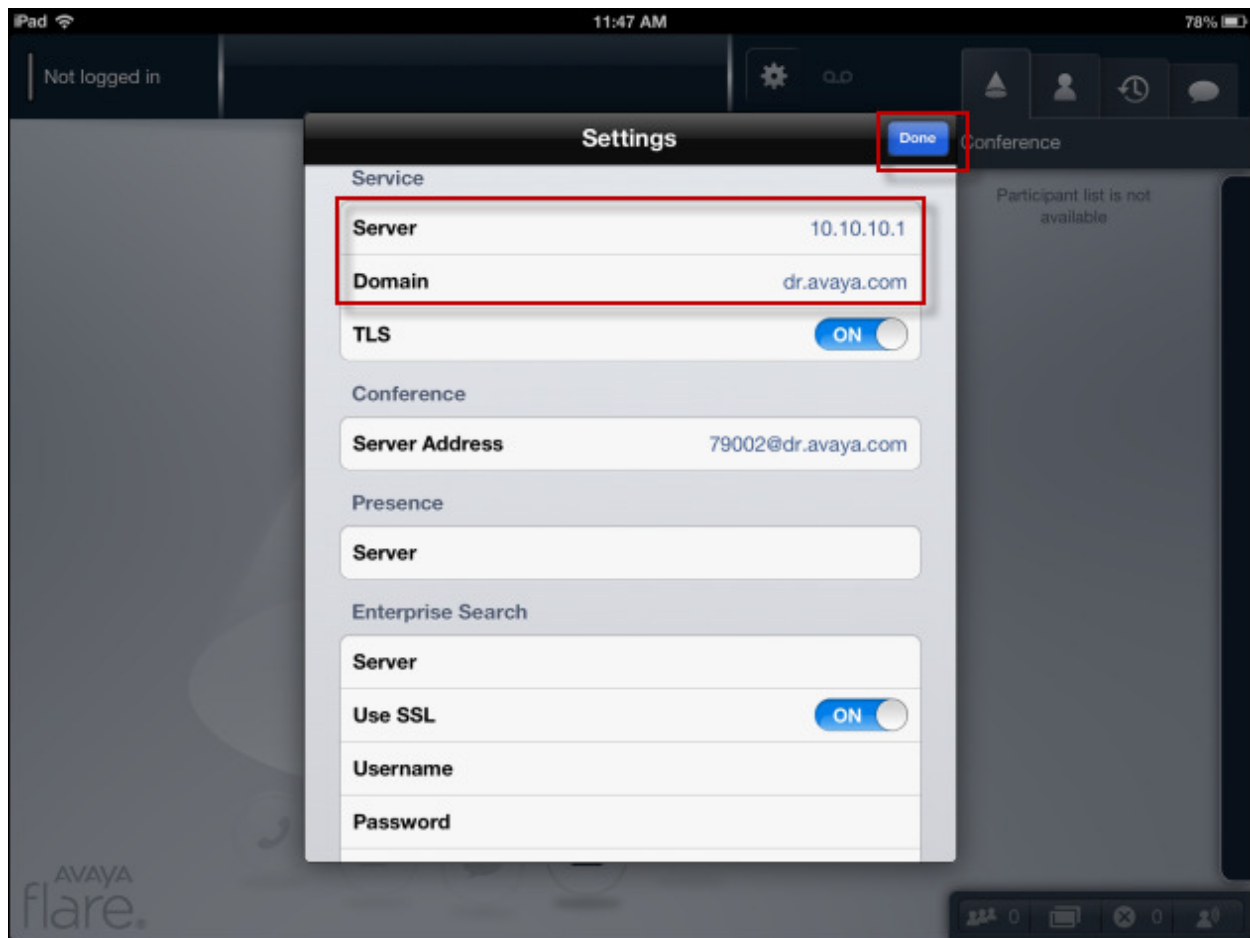 iPad 11:47 AM 78%
Not logged in
Settings Done
Conference
Participant list is not
available
Service
Server 10.10.10.1
Domain dr.avaya.com
TLS ON
Conference
Server Address 79002@dr.avaya.com
Presence
Server
Enterprise Search
Server
Use SSL ON
Username
Password
AVAYA
flare®
0 0